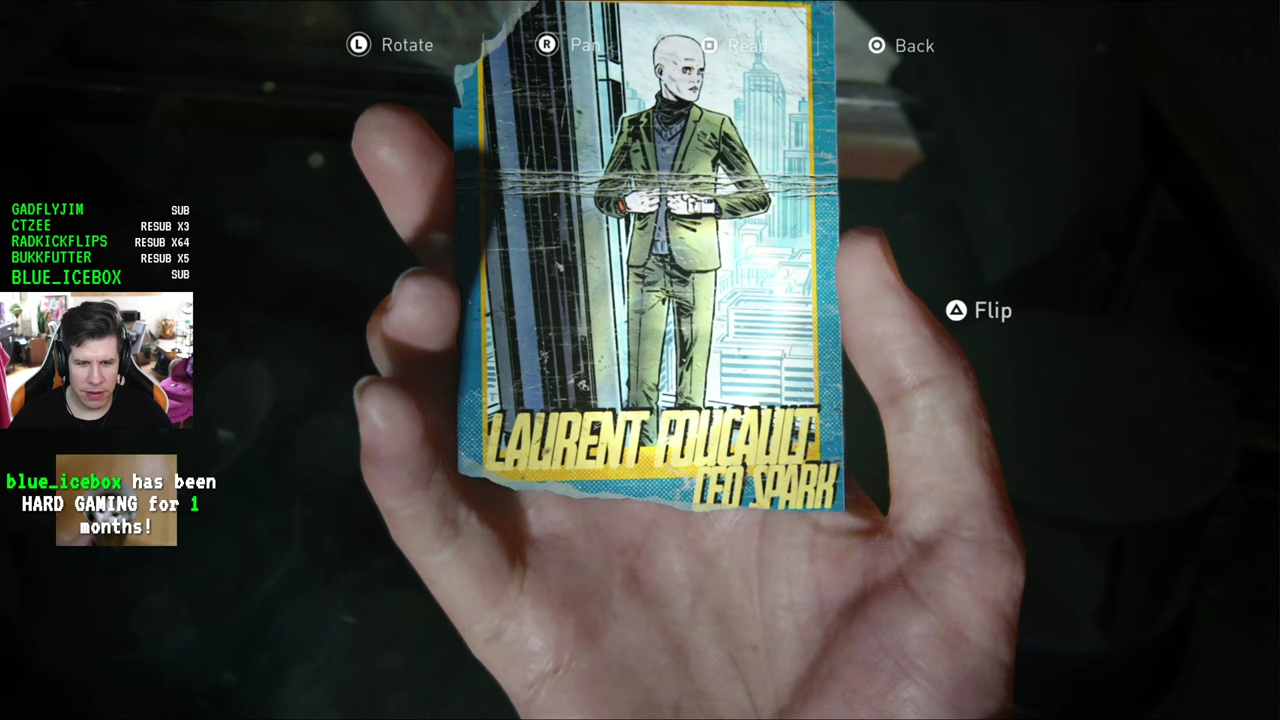 L Rotate
R Pan
Read
Back
GADFLYJIM SUB
CTZEE RESUB X3
RADKICKFLIPS RESUB X64
BUKKFUTTER RESUB X5
BLUE_ICEBOX SUB
Flip
LAURENT FOUCAULT
CEO SPARK
blue_icebox has been
HARD GAMING for 1
months!